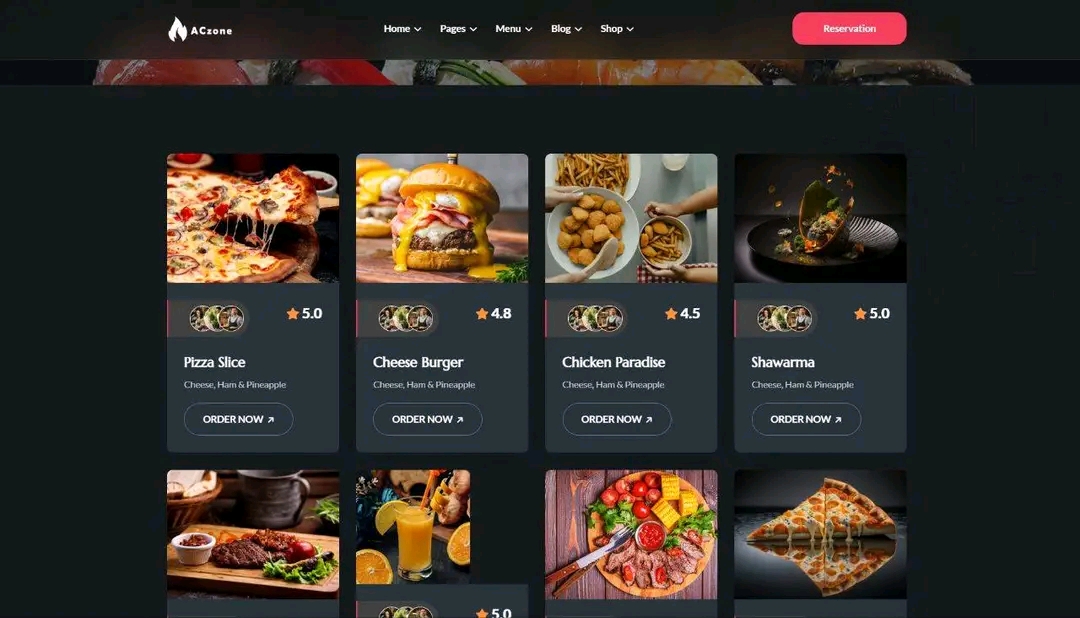 ACzone
Home
Pages
Menu
Blog
Shop
Reservation
5.0
Pizza Slice
Cheese, Ham & Pineapple
ORDER NOW
4.8
Cheese Burger
Cheese, Ham & Pineapple
ORDER NOW
4.5
Chicken Paradise
Cheese, Ham & Pineapple
ORDER NOW
5.0
Shawarma
Cheese, Ham & Pineapple
ORDER NOW
5.0